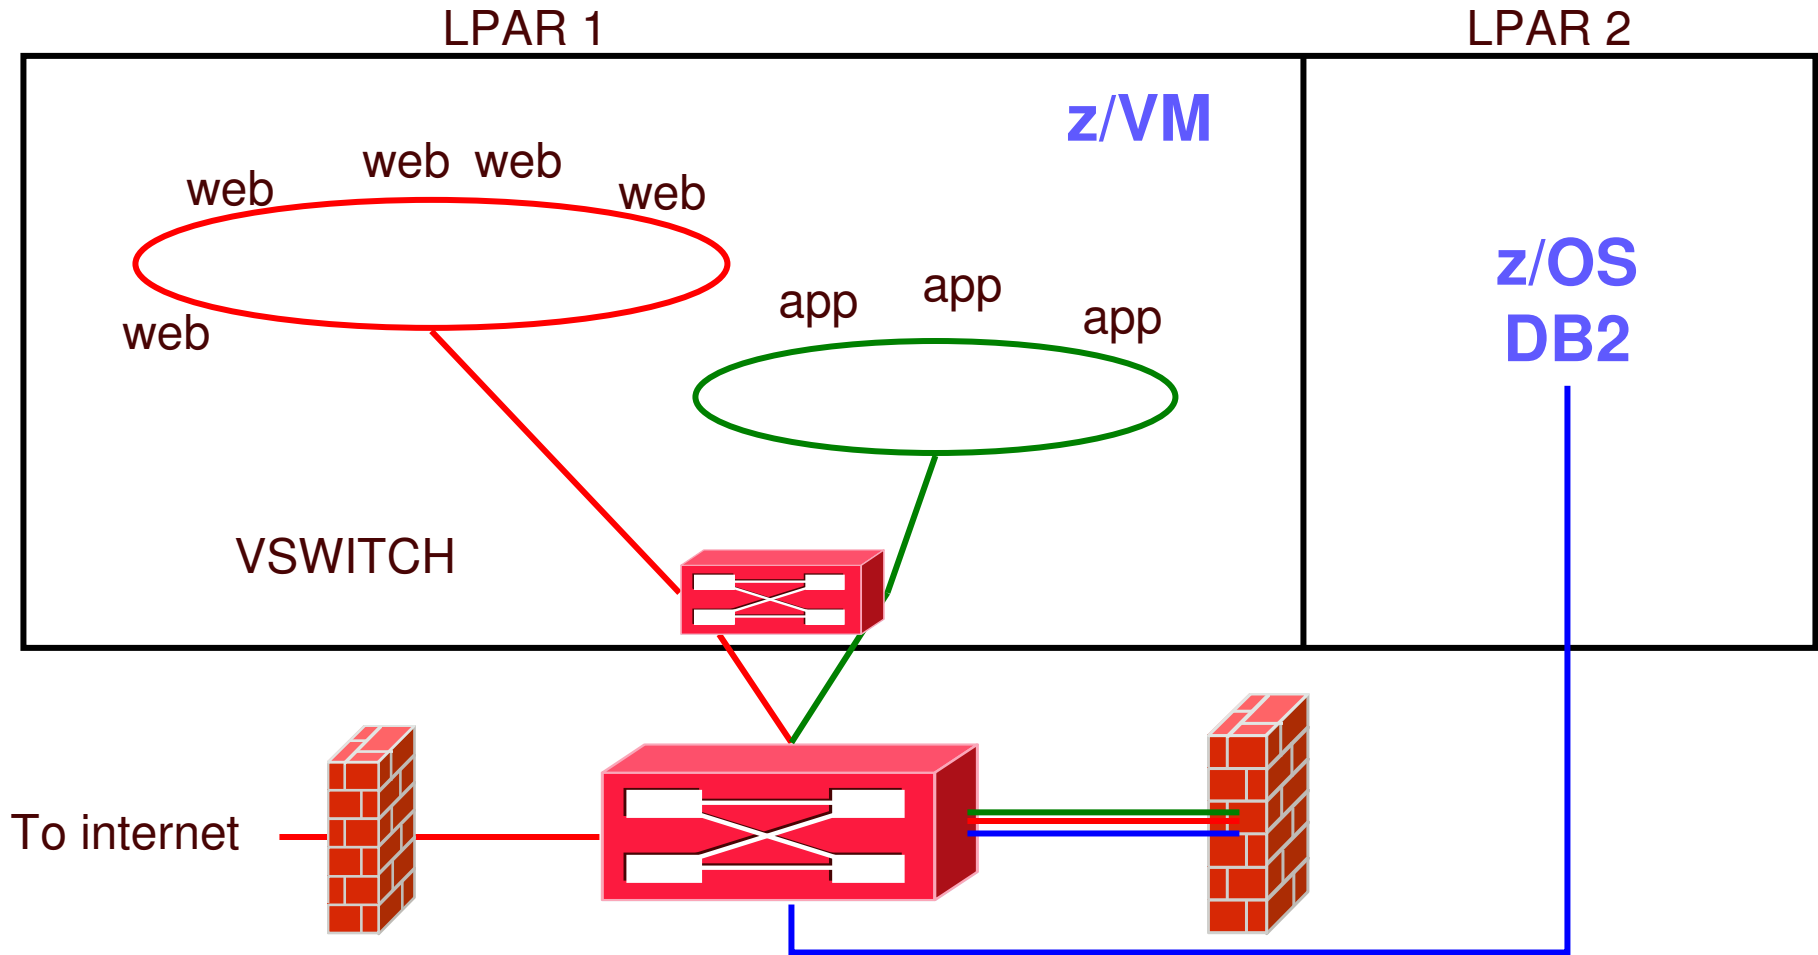 LPAR 1
LPAR 2
z/VM
web
web
web
web
web
app
app
app
z/OS
DB2
VSWITCH
To internet